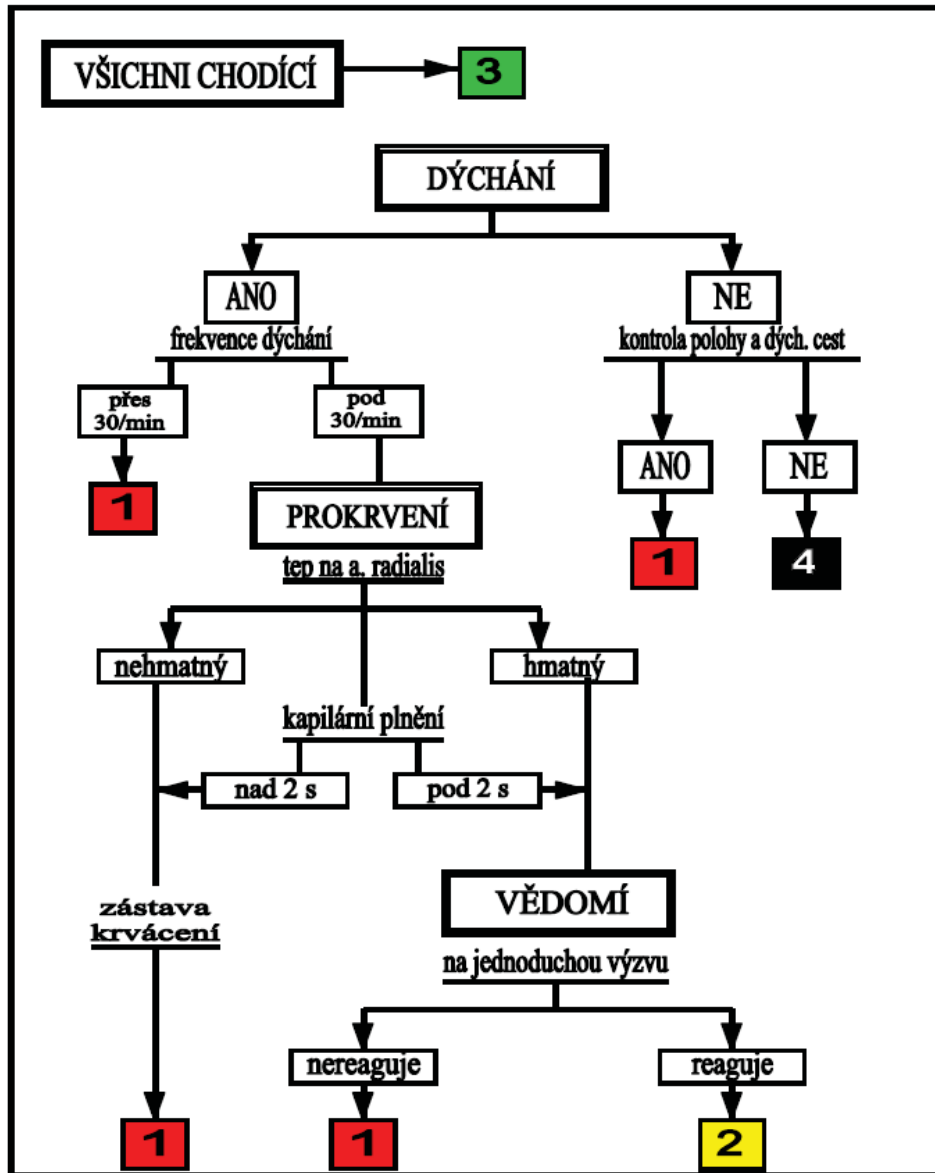 VŠICHNI CHODÍCÍ
3
DÝCHÁNÍ
ANO
NE
frekvence dýchání
kontrola polohy a dých. cest
přes
30/min
pod
30/min
ANO
NE
1
PROKRVENÍ
1
4
tep na a. radialis
nehmatný
hmatný
kapilární plnění
nad 2 s
pod 2 s
VĚDOMÍ
zástava
krvácení
na jednoduchou výzvu
nereaguje
reaguje
1
1
2